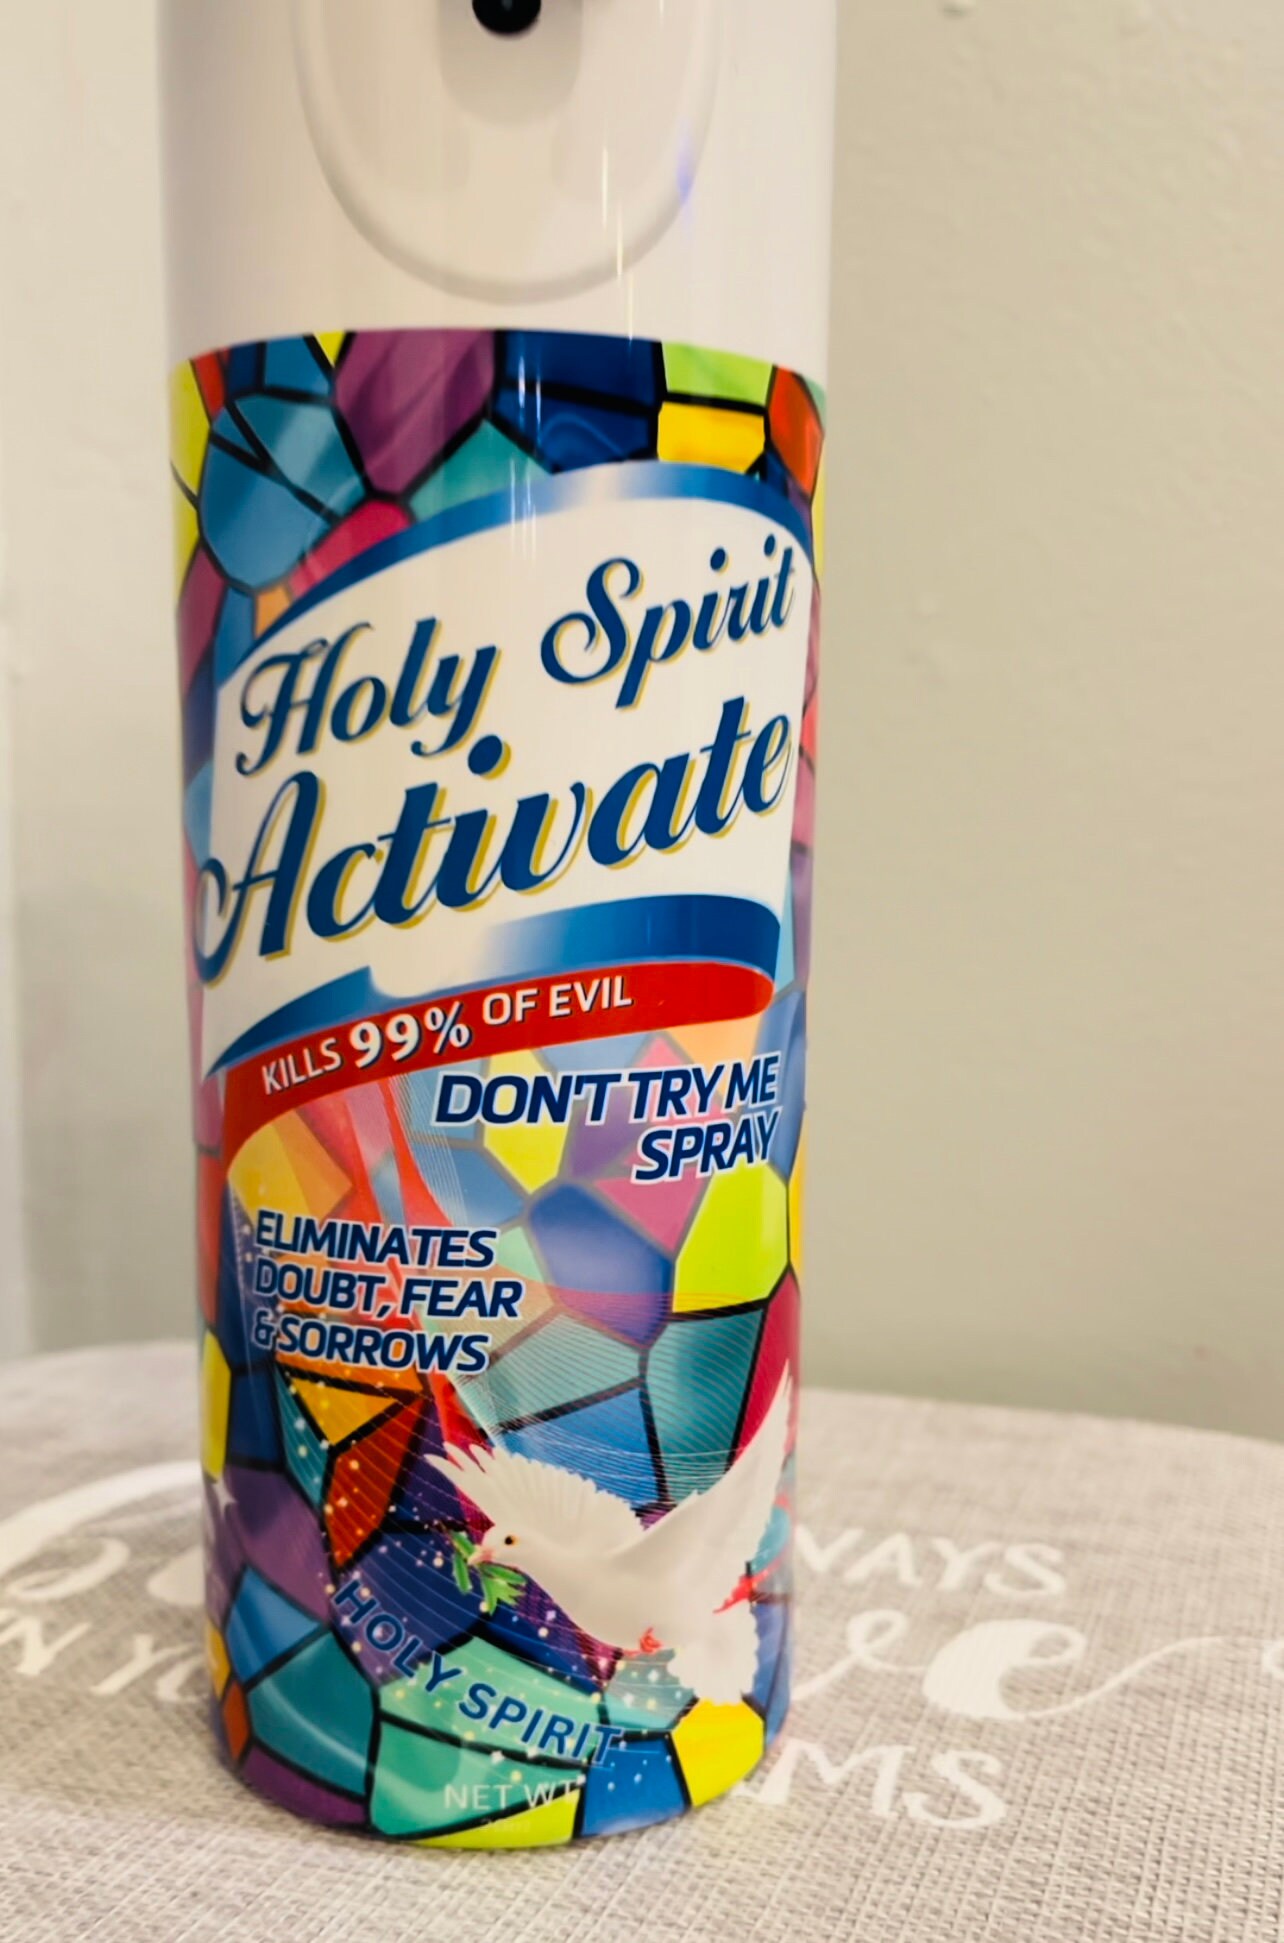 Holy Spirit
Activate
KILLS 99% OF EVIL
DON'T TRY ME
SPRAY
ELIMINATES
DOUBT, FEAR
& SORROWS
HOLY SPIRIT
NET WT